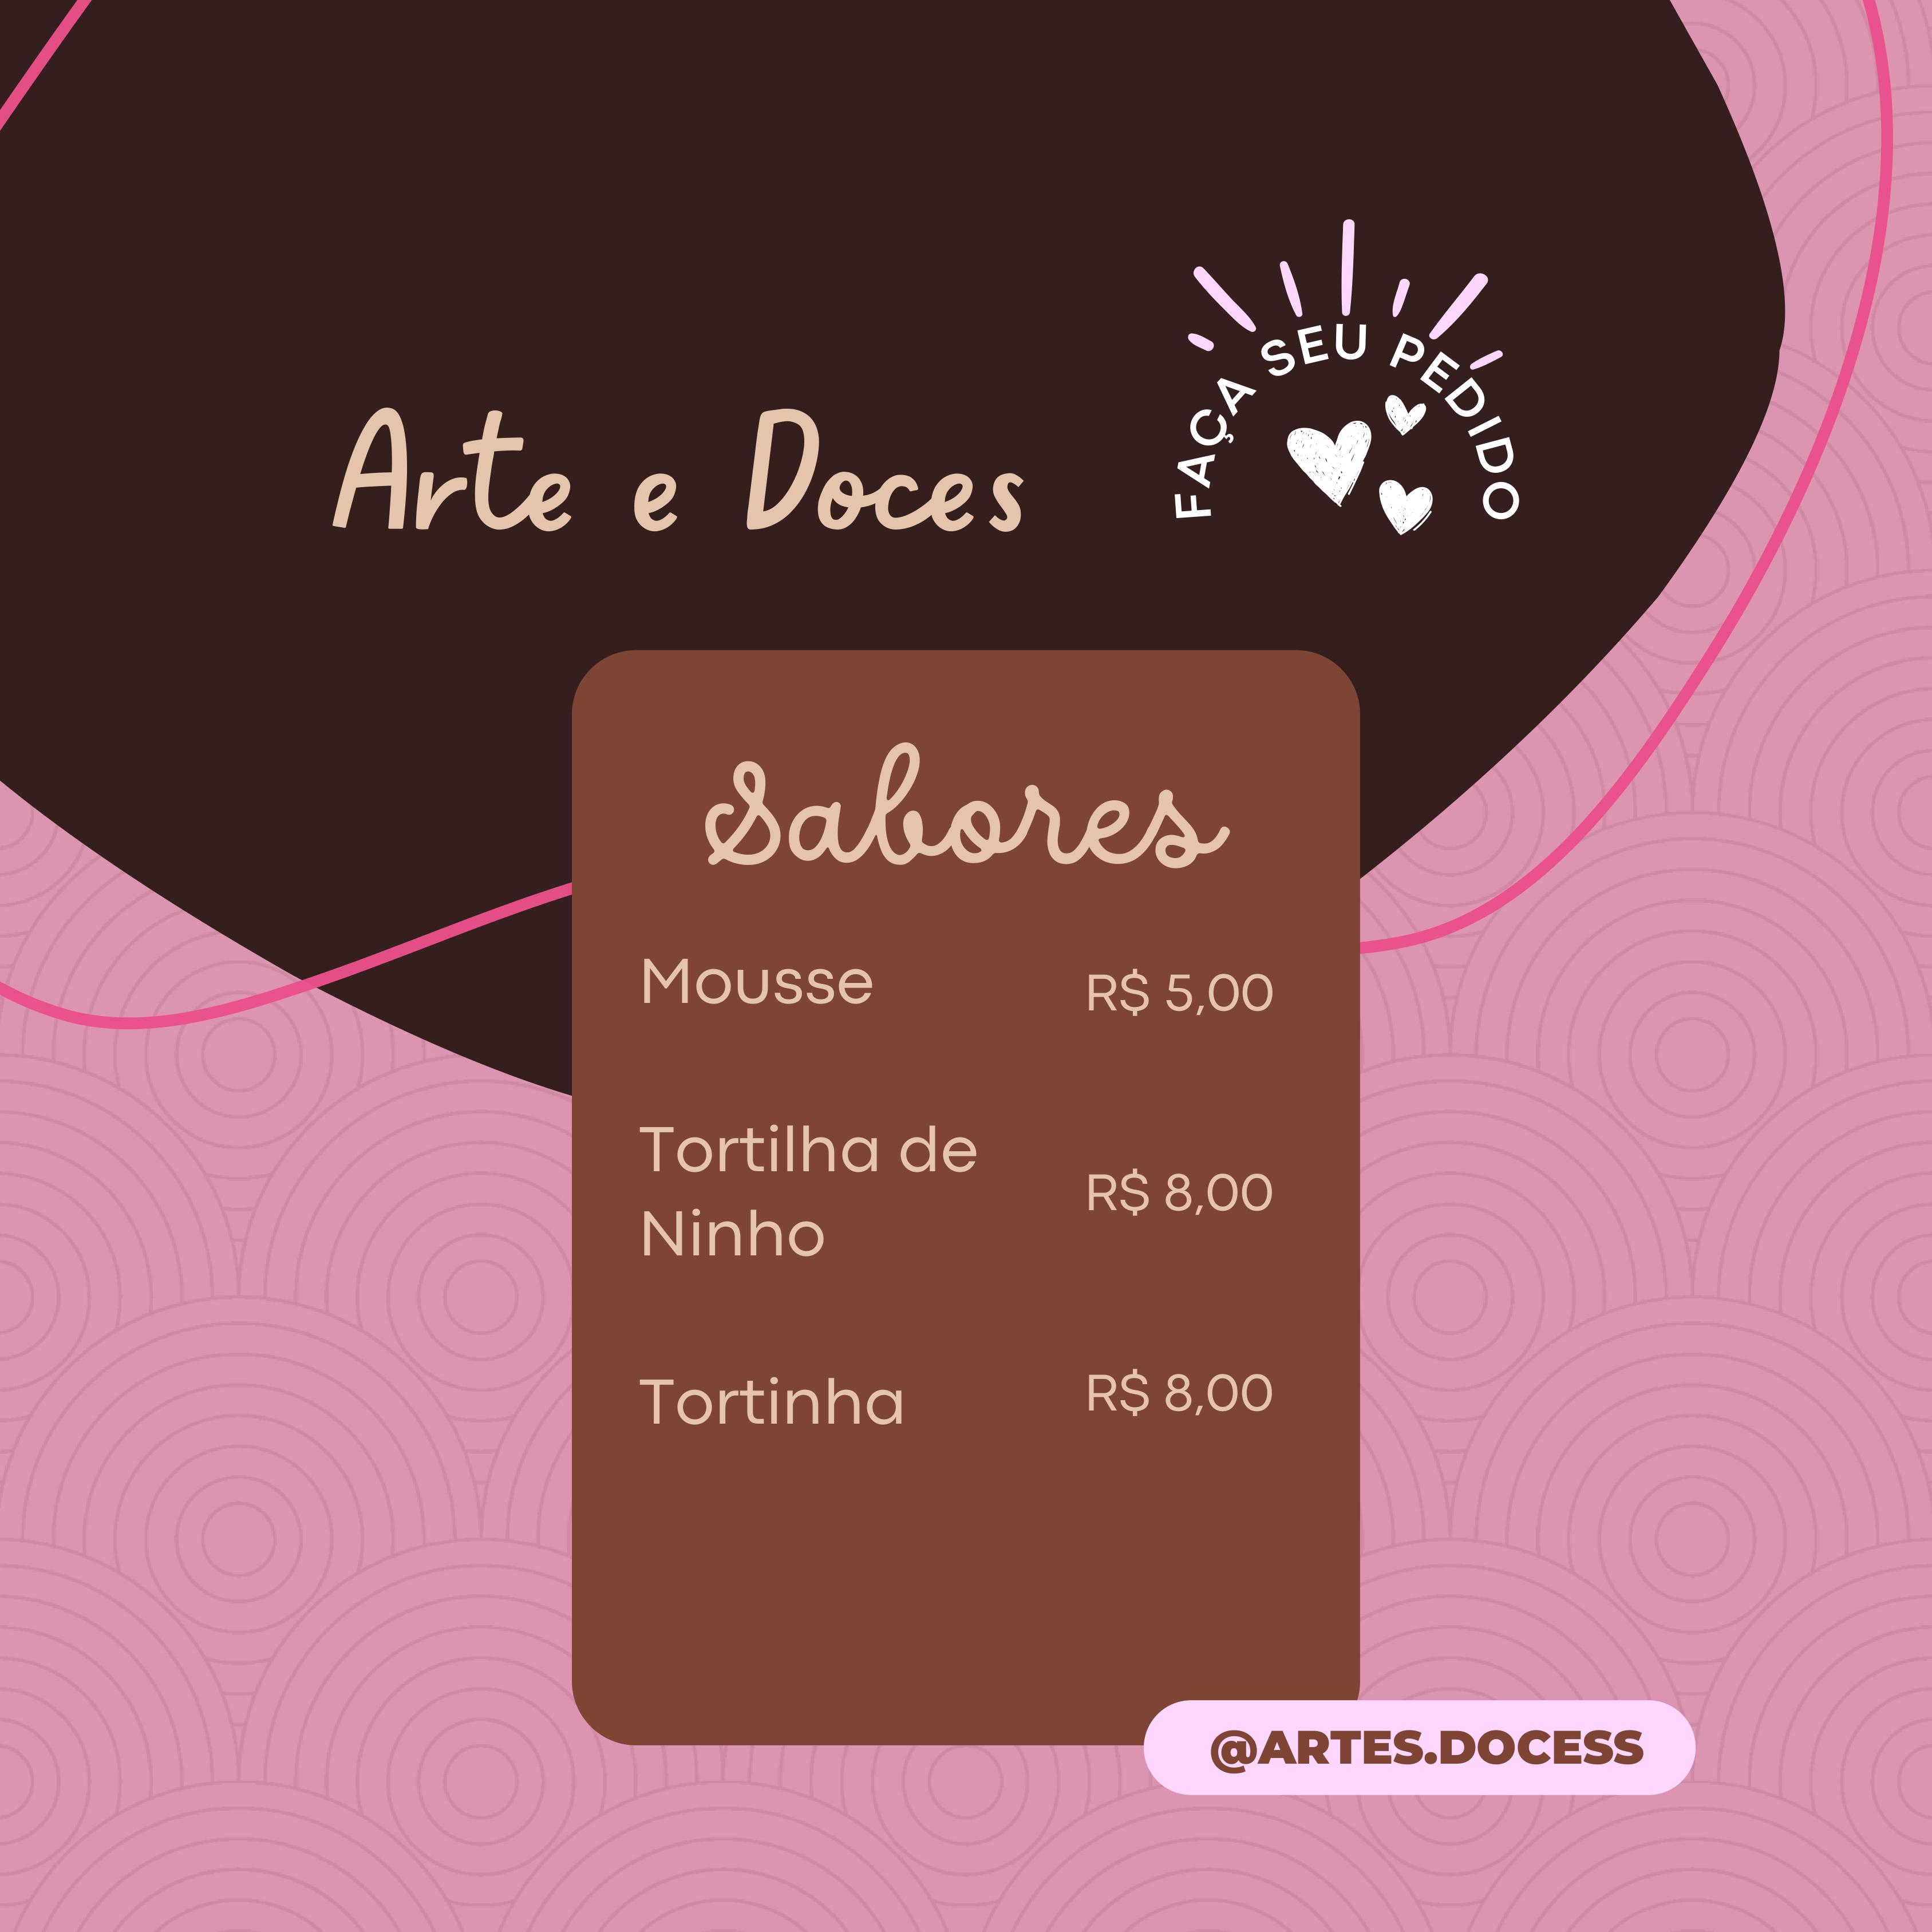 FAÇA SEU PEDIDO
Arte e Doces
Sabores
Mousse R$ 5,00
Tortilha de
Ninho R$ 8,00
Tortinha R$ 8,00
@ARTES.DOCESS